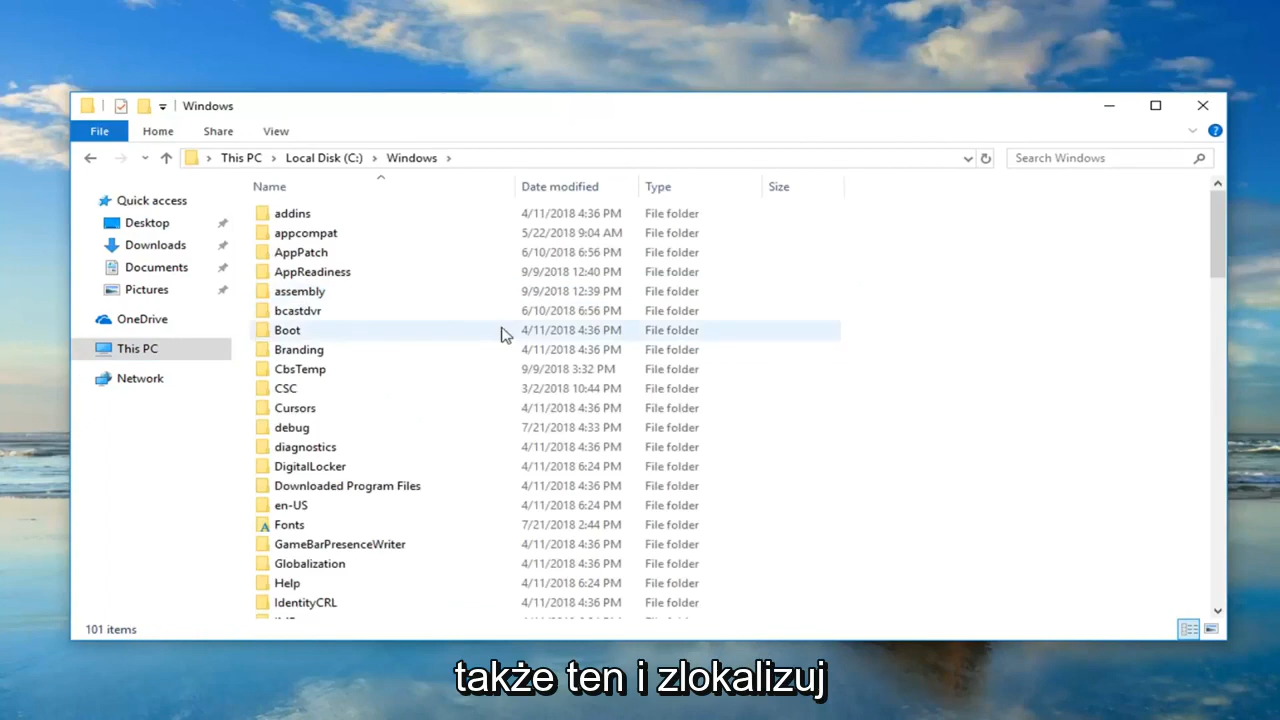 Windows
File Home Share View
This PC > Local Disk (C:) > Windows >
Search Windows
Name Date modified Type Size
Quick access
Desktop
Downloads
Documents
Pictures
OneDrive
This PC
Network
addins 4/11/2018 4:36 PM File folder
appcompat 5/22/2018 9:04 AM File folder
AppPatch 6/10/2018 6:56 PM File folder
AppReadiness 9/9/2018 12:40 PM File folder
assembly 9/9/2018 12:39 PM File folder
bcastdvr 6/10/2018 6:56 PM File folder
Boot 4/11/2018 4:36 PM File folder
Branding 4/11/2018 4:36 PM File folder
CbsTemp 9/9/2018 3:32 PM File folder
CSC 3/2/2018 10:44 PM File folder
Cursors 4/11/2018 4:36 PM File folder
debug 7/21/2018 4:33 PM File folder
diagnostics 4/11/2018 4:36 PM File folder
DigitalLocker 4/11/2018 6:24 PM File folder
Downloaded Program Files 4/11/2018 4:36 PM File folder
en-US 4/11/2018 6:24 PM File folder
Fonts 7/21/2018 2:44 PM File folder
GameBarPresenceWriter 4/11/2018 4:36 PM File folder
Globalization 4/11/2018 4:36 PM File folder
Help 4/11/2018 6:24 PM File folder
IdentityCRL 4/11/2018 4:36 PM File folder
101 items
także ten i zlokalizuj